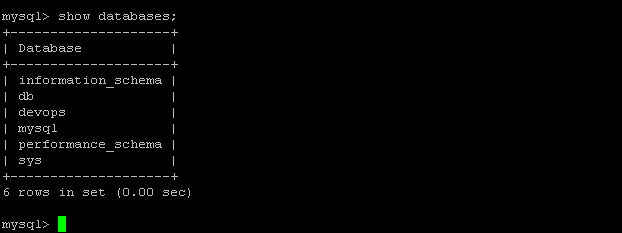 mysql> show databases;
+--------------------+
| Database           |
+--------------------+
| information_schema |
| db                 |
| devops             |
| mysql              |
| performance_schema |
| sys                |
+--------------------+
6 rows in set (0.00 sec)
mysql>